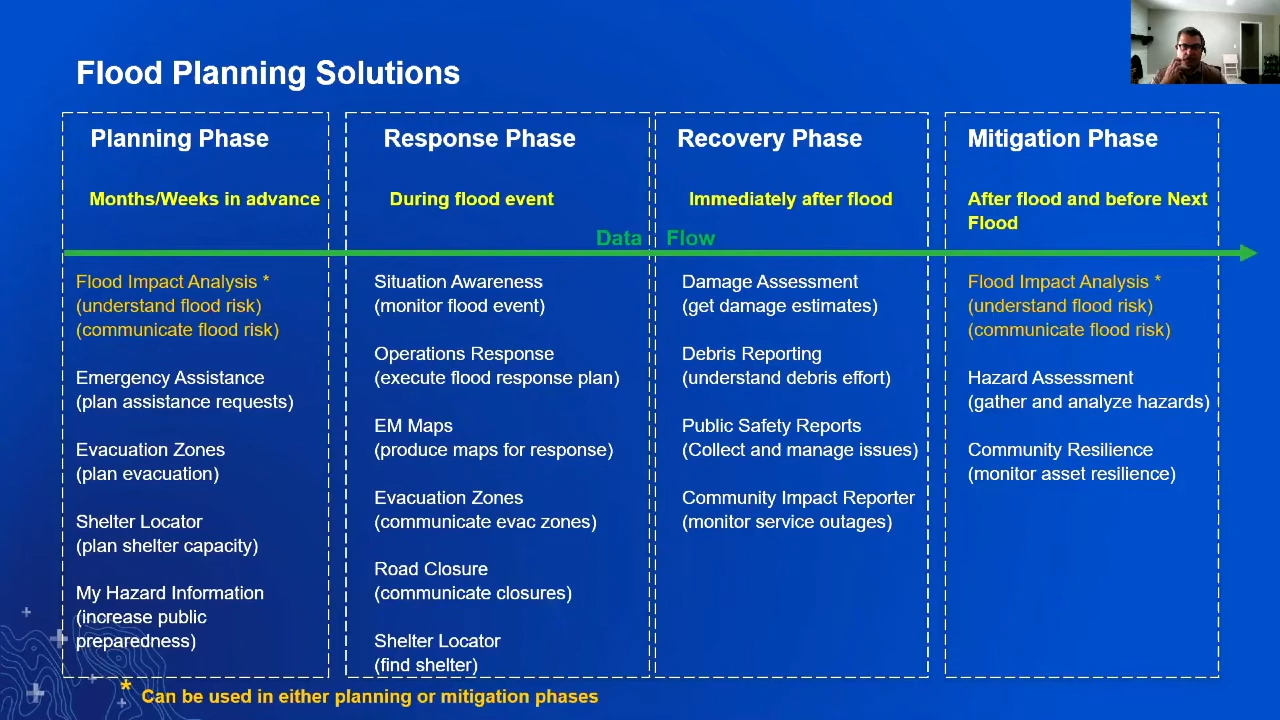 Flood Planning Solutions
Planning Phase
Months/Weeks in advance
Flood Impact Analysis *
(understand flood risk)
(communicate flood risk)
Emergency Assistance
(plan assistance requests)
Evacuation Zones
(plan evacuation)
Shelter Locator
(plan shelter capacity)
My Hazard Information
(increase public
preparedness)
Response Phase
During flood event
Data Flow
Situation Awareness
(monitor flood event)
Operations Response
(execute flood response plan)
EM Maps
(produce maps for response)
Evacuation Zones
(communicate evac zones)
Road Closure
(communicate closures)
Shelter Locator
(find shelter)
Recovery Phase
Immediately after flood
Damage Assessment
(get damage estimates)
Debris Reporting
(understand debris effort)
Public Safety Reports
(Collect and manage issues)
Community Impact Reporter
(monitor service outages)
Mitigation Phase
After flood and before Next
Flood
Flood Impact Analysis *
(understand flood risk)
(communicate flood risk)
Hazard Assessment
(gather and analyze hazards)
Community Resilience
(monitor asset resilience)
* Can be used in either planning or mitigation phases